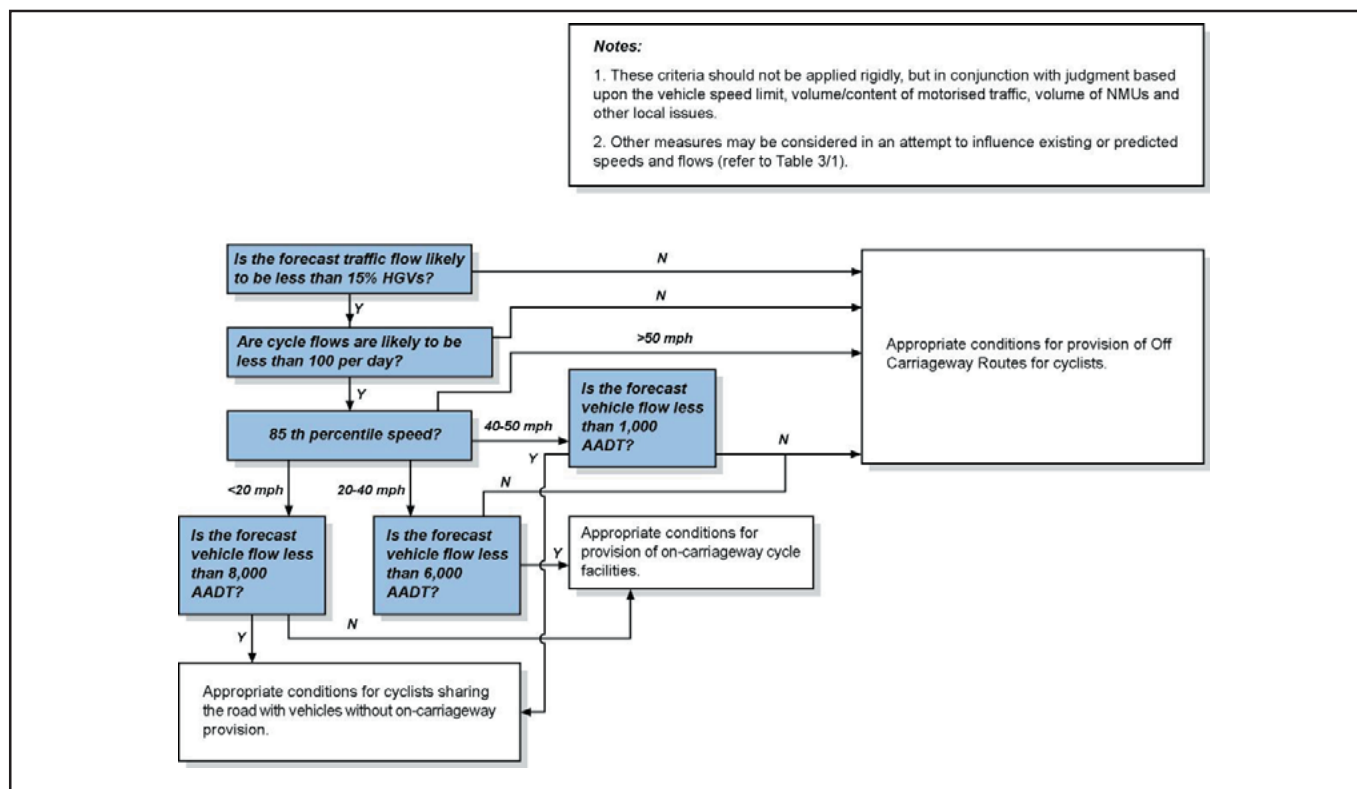 Notes:
1. These criteria should not be applied rigidly, but in conjunction with judgment based
upon the vehicle speed limit, volume/content of motorised traffic, volume of NMUs and
other local issues.
2. Other measures may be considered in an attempt to influence existing or predicted
speeds and flows (refer to Table 3/1).
Is the forecast traffic flow likely
to be less than 15% HGVs?
N
Y
N
Are cycle flows are likely to be
less than 100 per day?
>50 mph
Appropriate conditions for provision of Off
Carriageway Routes for cyclists.
Y
Is the forecast
vehicle flow less
than 1,000
AADT?
85 th percentile speed?
40-50 mph
N
Y
<20 mph
20-40 mph
N
Is the forecast
vehicle flow less
than 8,000
AADT?
Is the forecast
vehicle flow less
than 6,000
AADT?
Y
Appropriate conditions for
provision of on-carriageway cycle
facilities.
Y
N
Appropriate conditions for cyclists sharing
the road with vehicles without on-carriageway
provision.